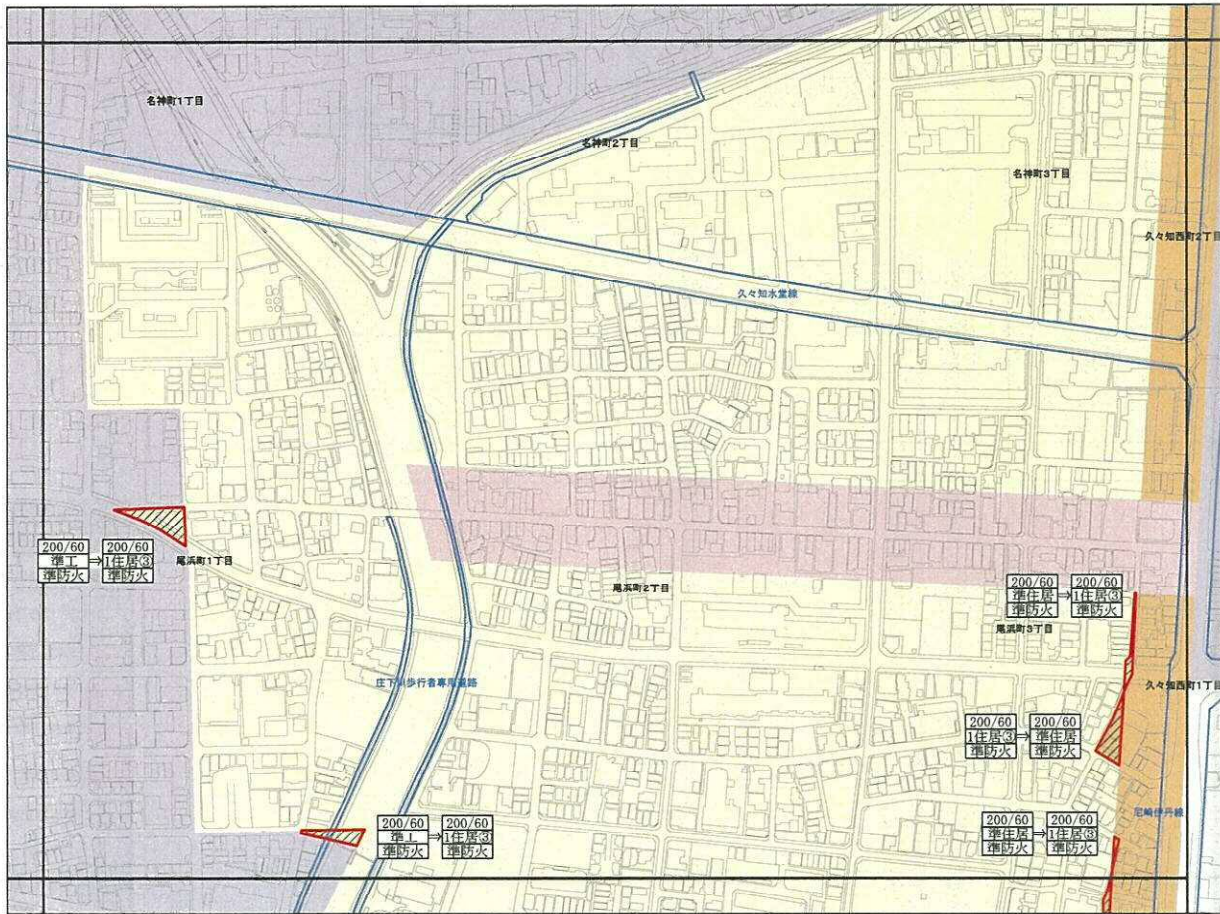 名神町1丁目
名神町2丁目
名神町3丁目
久々知西町2丁目
久々知水堂線
200/60 200/60
準工 ⇒ 1住居③
準防火 準防火
尾浜町1丁目
尾浜町2丁目
200/60 200/60
準住居 ⇒ 1住居③
準防火 準防火
尾浜町3丁目
庄下川歩行者専用道路
久々知西町1丁目
200/60 200/60
1住居③ ⇒ 準住居
準防火 準防火
尼崎伊丹線
200/60 200/60
準工 ⇒ 1住居③
準防火 準防火
200/60 200/60
準住居 ⇒ 1住居③
準防火 準防火